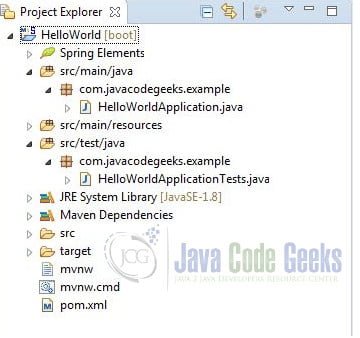 Project Explorer
HelloWorld [boot]
Spring Elements
src/main/java
com.javacodegeeks.example
HelloWorldApplication.java
src/main/resources
src/test/java
com.javacodegeeks.example
HelloWorldApplicationTests.java
JRE System Library [JavaSE-1.8]
Maven Dependencies
src
target
mvnw
mvnw.cmd
pom.xml
JCG
Java Code Geeks
JAVA 2 JAVA DEVELOPERS RESOURCE CENTER